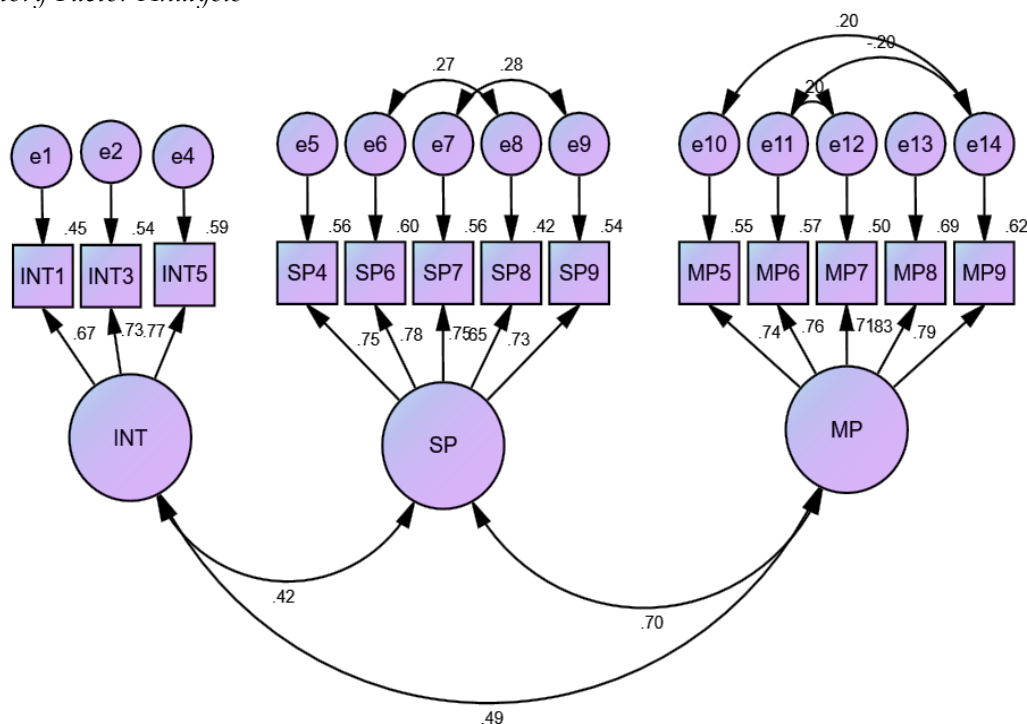 .20
-.20
.27 .28
20
e1 e2 e4 e5 e6 e7 e8 e9 e10 e11 e12 e13 e14
.45 .54 .59 .56 .60 .56 .42 .54 .55 .57 .50 .69 .62
INT1 INT3 INT5 SP4 SP6 SP7 SP8 SP9 MP5 MP6 MP7 MP8 MP9
.67 .73 .77 .75 .78 .75 .65 .73 .74 .76 .71 .83 .79
INT SP MP
.42 .70
.49